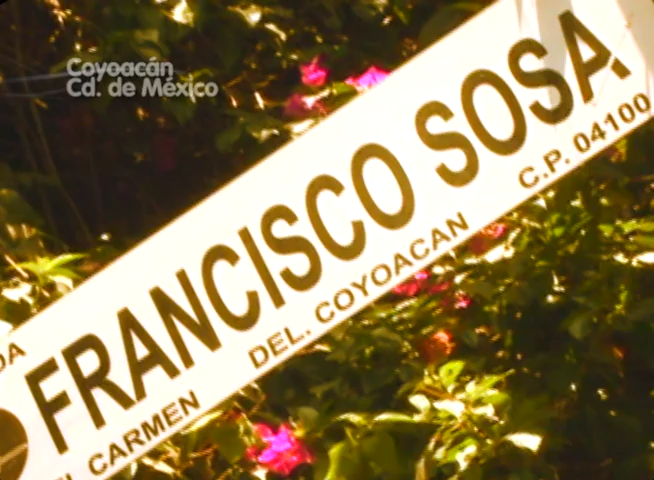 Coyoacán
Cd. de México
FRANCISCO SOSA
CARMEN DEL. COYOACAN C.P. 04100